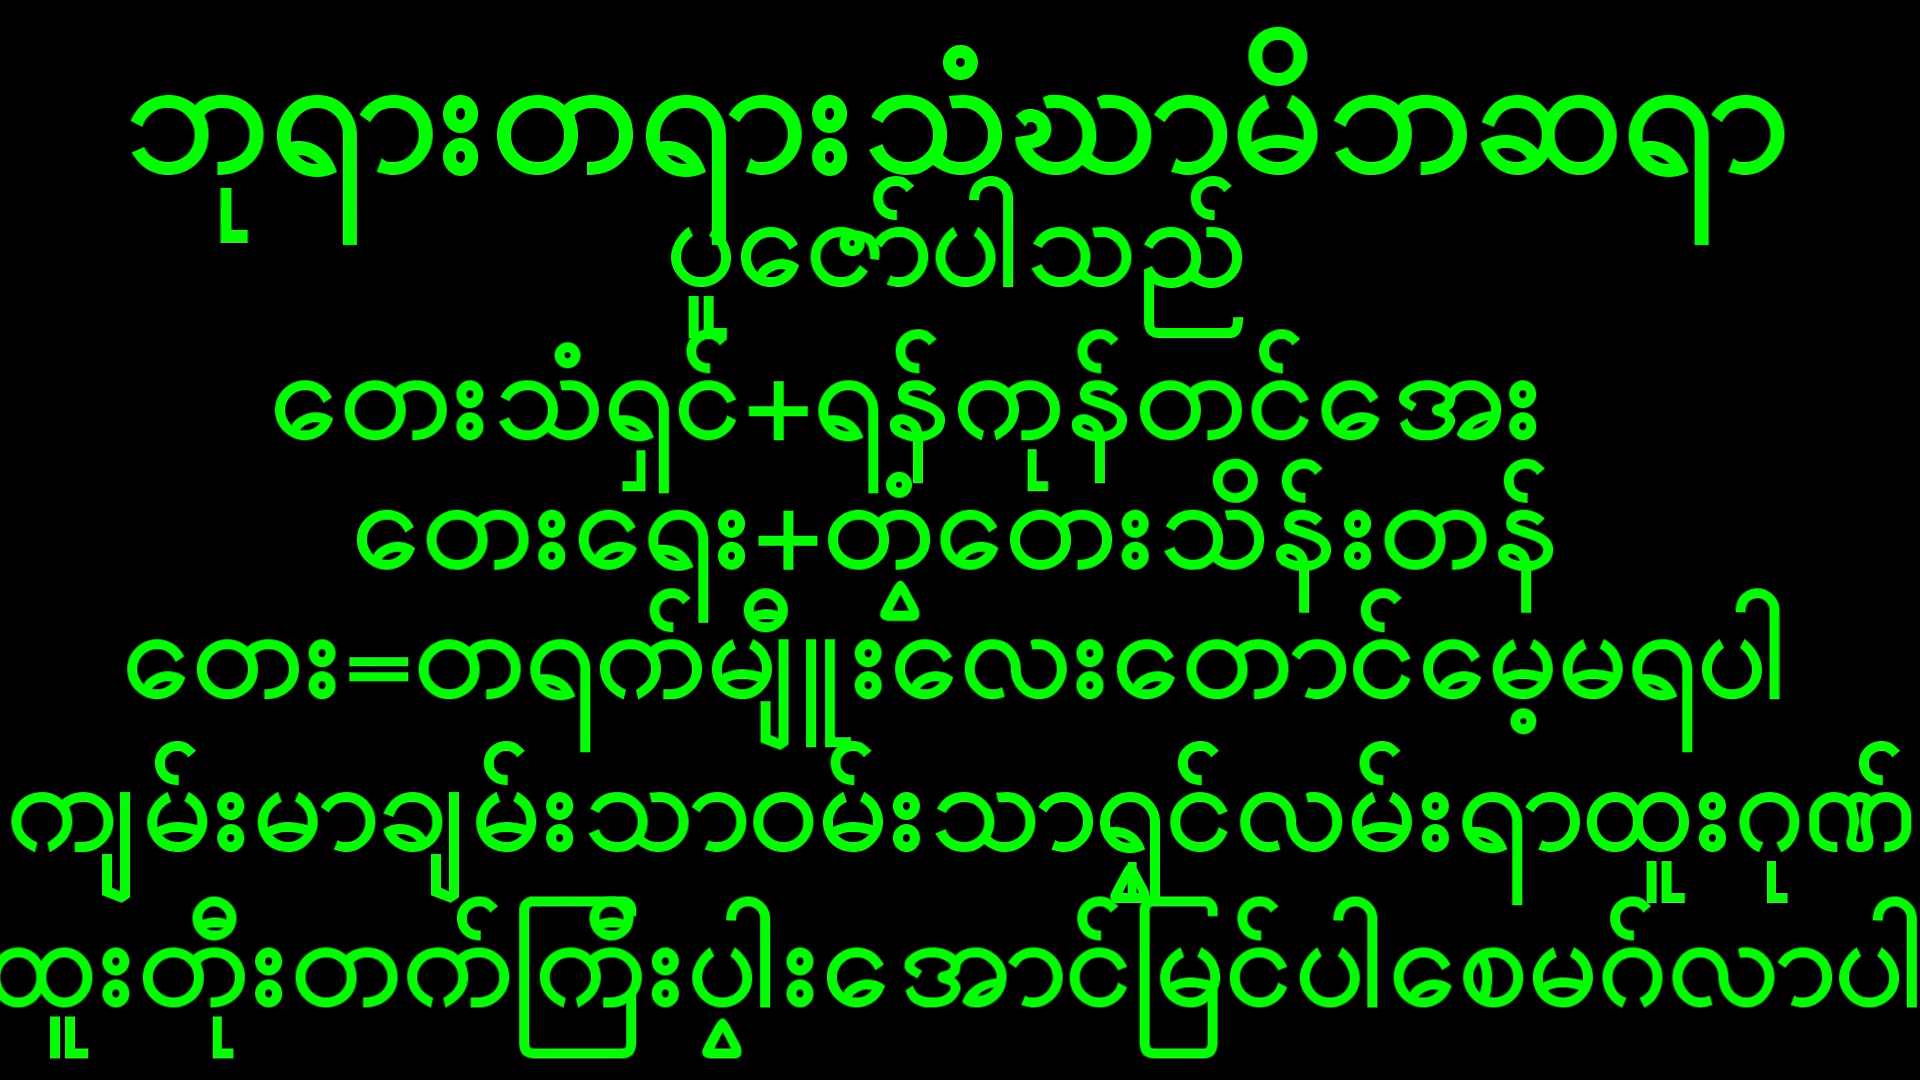 ဘုရားတရားသံဃာမိဘဆရာ
ပူဇော်ပါသည်
တေးသံရှင်+ရန်ကုန်တင်အေး
တေးရေး+တွံတေးသိန်းတန်
တေး=တရက်မျှီူးလေးတောင်မေ့မရပါ
ကျမ်းမာချမ်းသာဝမ်းသာရွှင်လမ်းရာထူးဂုဏ်
ထူးတိုီးတက်ကြီးပွါးအောင်မြင်ပါစေမင်္ဂလာပါ